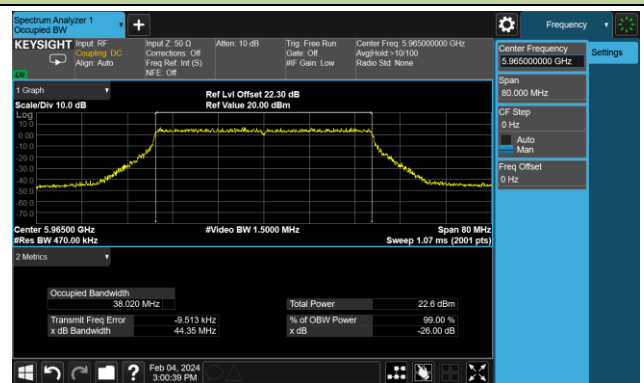 Spectrum Analyzer 1
Occupied BW
+
Frequency
KEYSIGHT
Input: RF
Coupling: DC
Align: Auto
Input Z: 50 Ω
Corrections: Off
Freq Ref: Int (S)
NFE: Off
Atten: 10 dB
Trig: Free Run
Gate: Off
#IF Gain: Low
Center Freq: 5.965000000 GHz
Avg|Hold:>10/100
Radio Std: None
LXI
Center Frequency
5.965000000 GHz
Settings
Span
80.000 MHz
CF Step
0 Hz
Auto
Man
Freq Offset
0 Hz
1 Graph
Scale/Div 10.0 dB
Ref Lvl Offset 22.30 dB
Ref Value 20.00 dBm
Log
10.0
0.00
-10.0
-20.0
-30.0
-40.0
-50.0
-60.0
-70.0
Center 5.96500 GHz
#Video BW 1.5000 MHz
Span 80 MHz
#Res BW 470.00 kHz
Sweep 1.07 ms (2001 pts)
2 Metrics
Occupied Bandwidth
38.020 MHz
Total Power 22.6 dBm
Transmit Freq Error -9.513 kHz
% of OBW Power 99.00 %
x dB Bandwidth 44.35 MHz
x dB -26.00 dB
?
Feb 04, 2024
3:00:39 PM